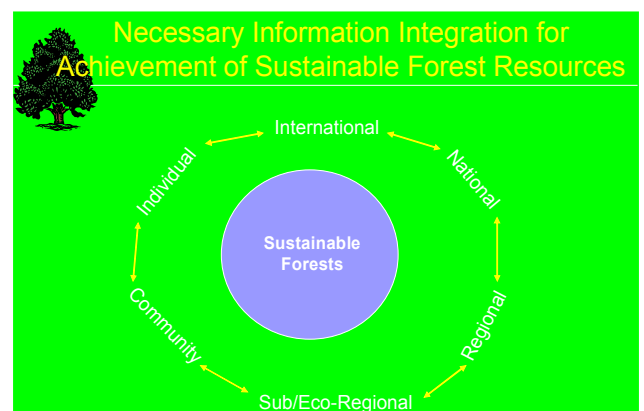 Necessary Information Integration for
Achievement of Sustainable Forest Resources
International
National
Regional
Sub/Eco-Regional
Community
Individual
Sustainable
Forests